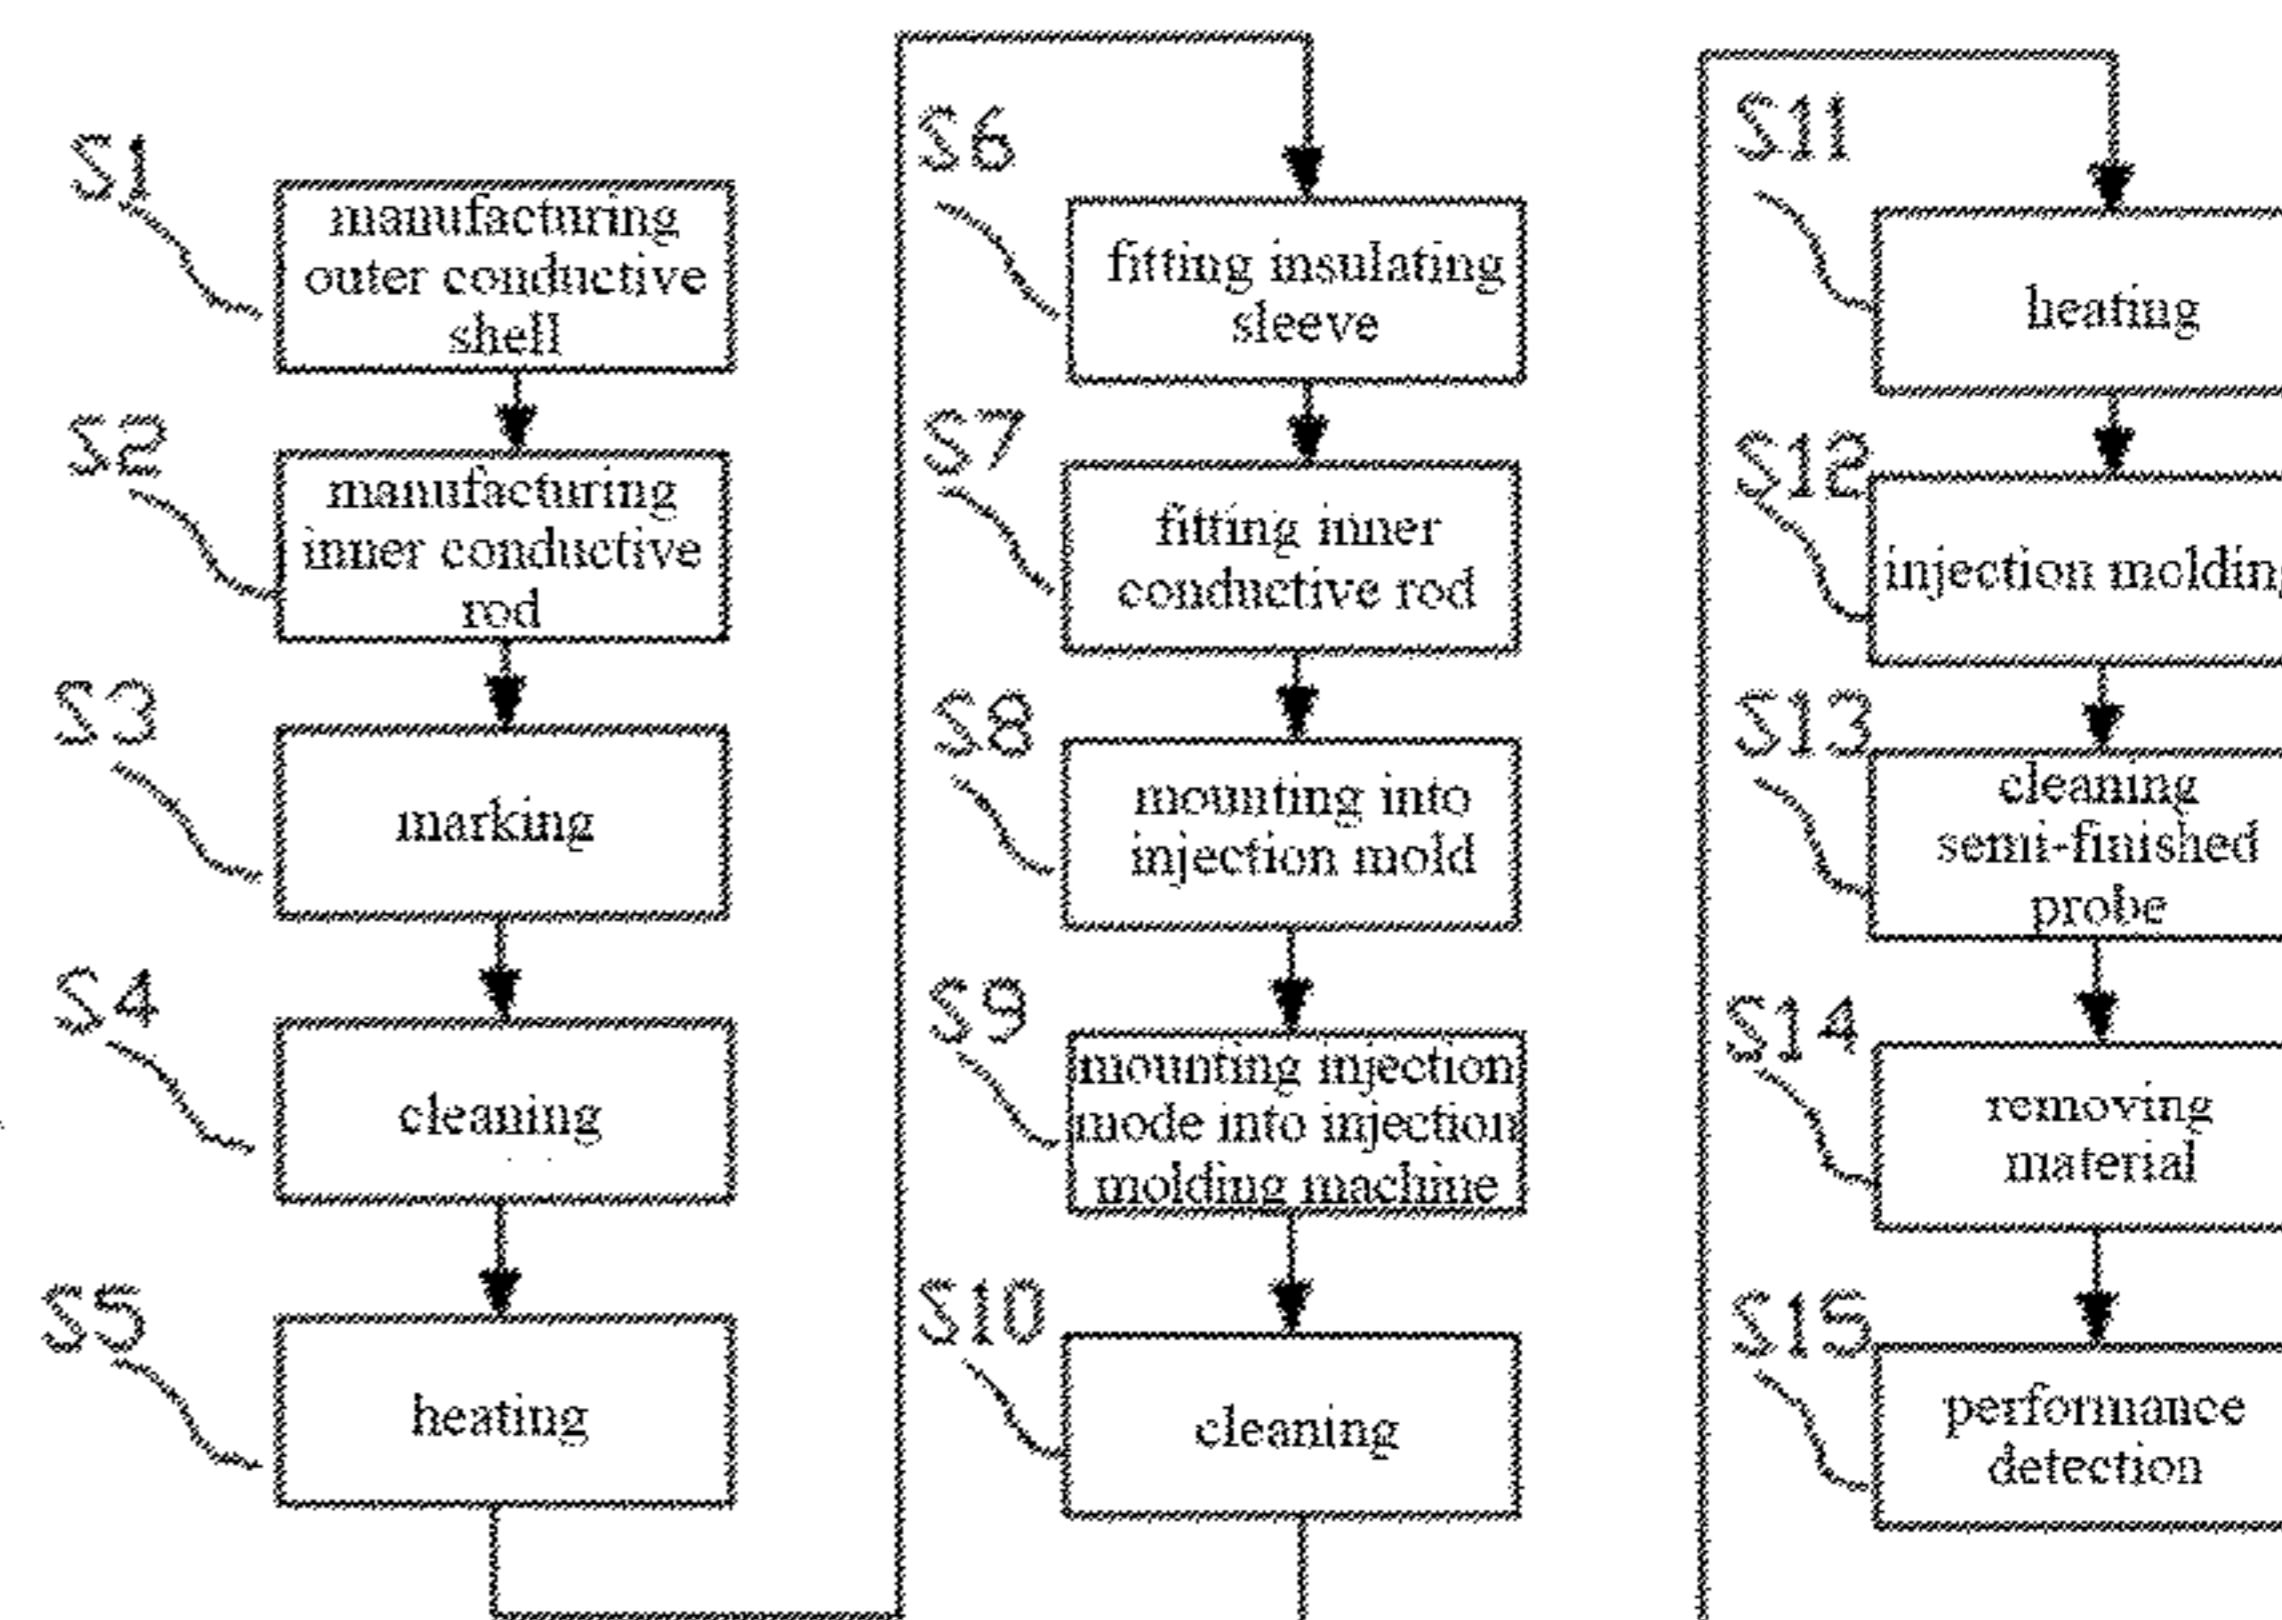 S1
manufacturing
outer conductive
shell
S2
manufacturing
inner conductive
rod
S3
marking
S4
cleaning
S5
heating
S6
fitting insulating
sleeve
S7
fitting inner
conductive rod
S8
mounting into
injection mold
S9
mounting injection
mode into injection
molding machine
S10
cleaning
S11
heating
S12
injection molding
S13
cleaning
semi-finished
probe
S14
removing
material
S15
performance
detection